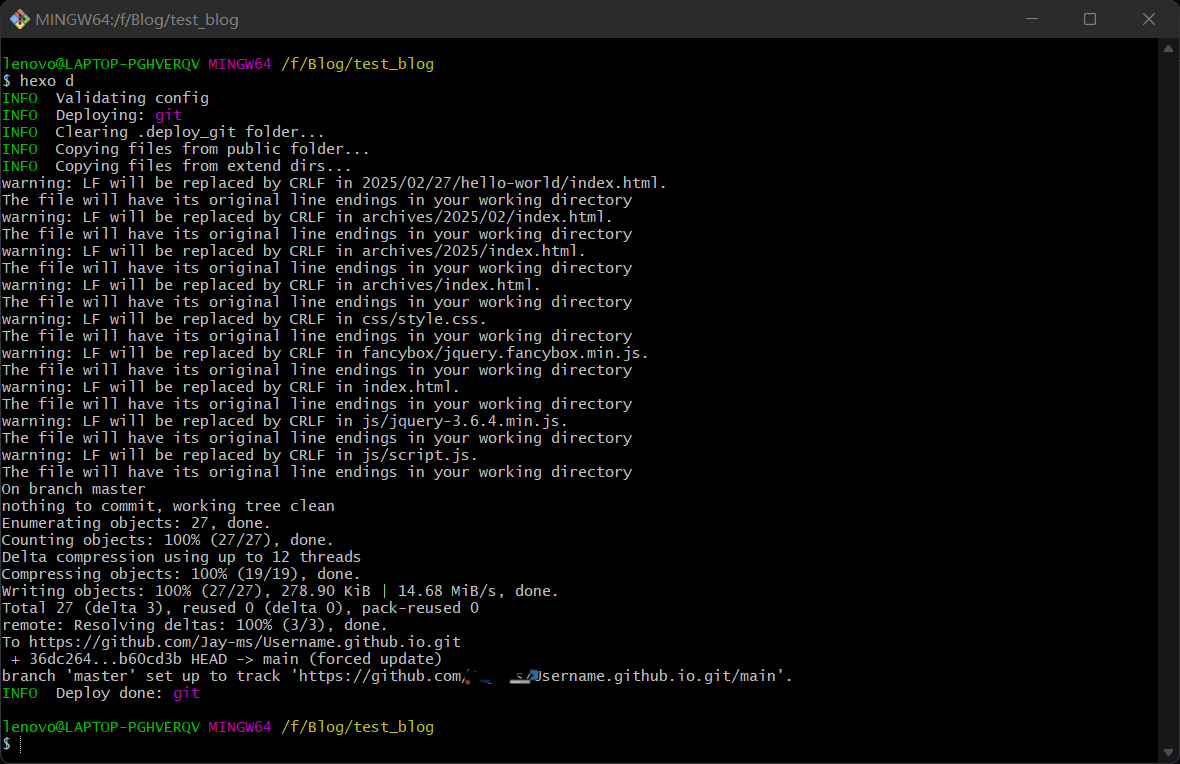 MINGW64:/f/Blog/test_blog
lenovo@LAPTOP-PGHVERQV MINGW64 /f/Blog/test_blog
$ hexo d
INFO  Validating config
INFO  Deploying: git
INFO  Clearing .deploy_git folder...
INFO  Copying files from public folder...
INFO  Copying files from extend dirs...
warning: LF will be replaced by CRLF in 2025/02/27/hello-world/index.html.
The file will have its original line endings in your working directory
warning: LF will be replaced by CRLF in archives/2025/02/index.html.
The file will have its original line endings in your working directory
warning: LF will be replaced by CRLF in archives/2025/index.html.
The file will have its original line endings in your working directory
warning: LF will be replaced by CRLF in archives/index.html.
The file will have its original line endings in your working directory
warning: LF will be replaced by CRLF in css/style.css.
The file will have its original line endings in your working directory
warning: LF will be replaced by CRLF in fancybox/jquery.fancybox.min.js.
The file will have its original line endings in your working directory
warning: LF will be replaced by CRLF in index.html.
The file will have its original line endings in your working directory
warning: LF will be replaced by CRLF in js/jquery-3.6.4.min.js.
The file will have its original line endings in your working directory
warning: LF will be replaced by CRLF in js/script.js.
The file will have its original line endings in your working directory
On branch master
nothing to commit, working tree clean
Enumerating objects: 27, done.
Counting objects: 100% (27/27), done.
Delta compression using up to 12 threads
Compressing objects: 100% (19/19), done.
Writing objects: 100% (27/27), 278.90 KiB | 14.68 MiB/s, done.
Total 27 (delta 3), reused 0 (delta 0), pack-reused 0
remote: Resolving deltas: 100% (3/3), done.
To https://github.com/Jay-ms/Username.github.io.git
 + 36dc264...b60cd3b HEAD -> main (forced update)
branch 'master' set up to track 'https://github.com/ Username.github.io.git/main'.
INFO  Deploy done: git
lenovo@LAPTOP-PGHVERQV MINGW64 /f/Blog/test_blog
$